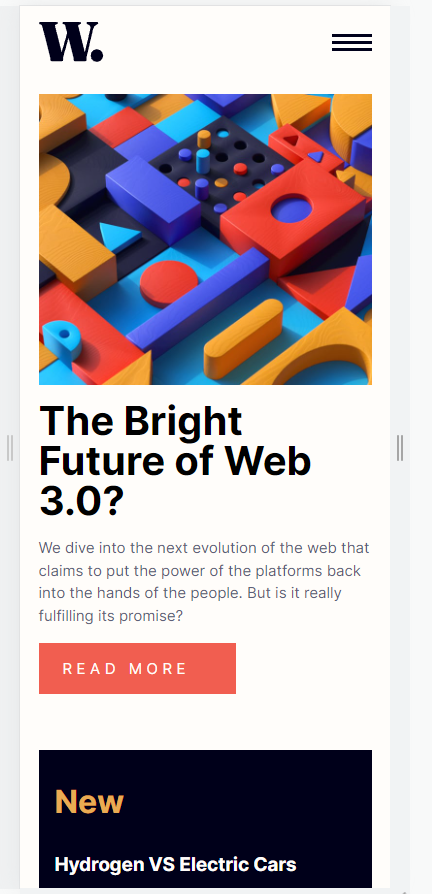 W.
The Bright
Future of Web
3.0?
We dive into the next evolution of the web that
claims to put the power of the platforms back
into the hands of the people. But is it really
fulfilling its promise?
READ MORE
New
Hydrogen VS Electric Cars